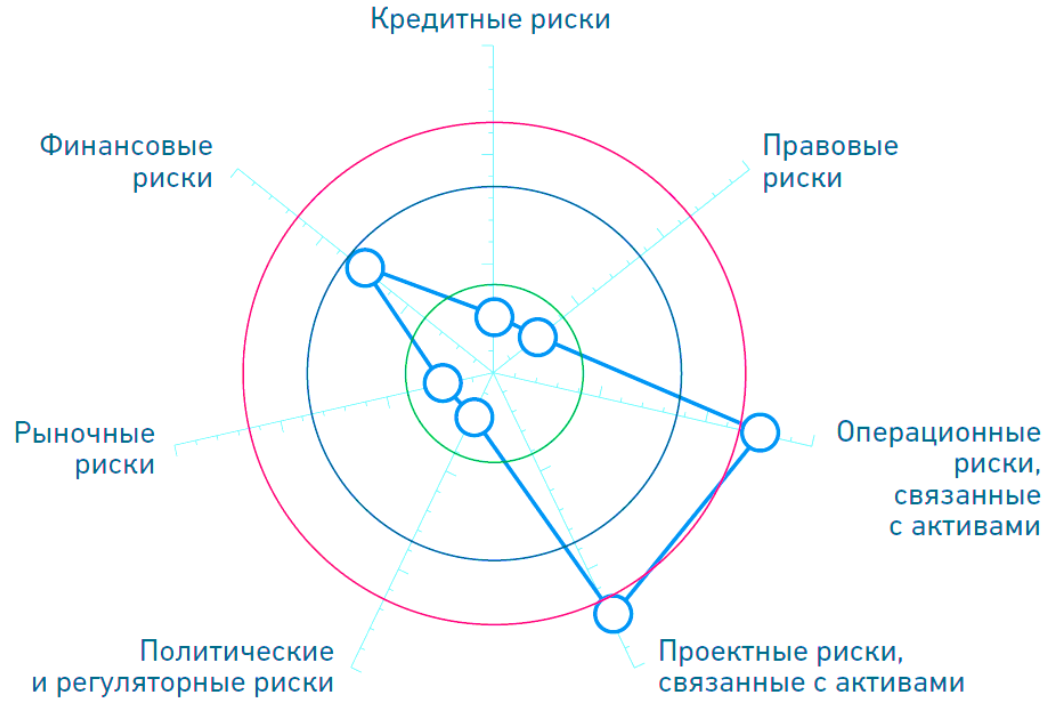 Кредитные риски
Финансовые
риски
Правовые
риски
Рыночные
риски
Операционные
риски,
связанные
с активами
Политические
и регуляторные риски
Проектные риски,
связанные с активами